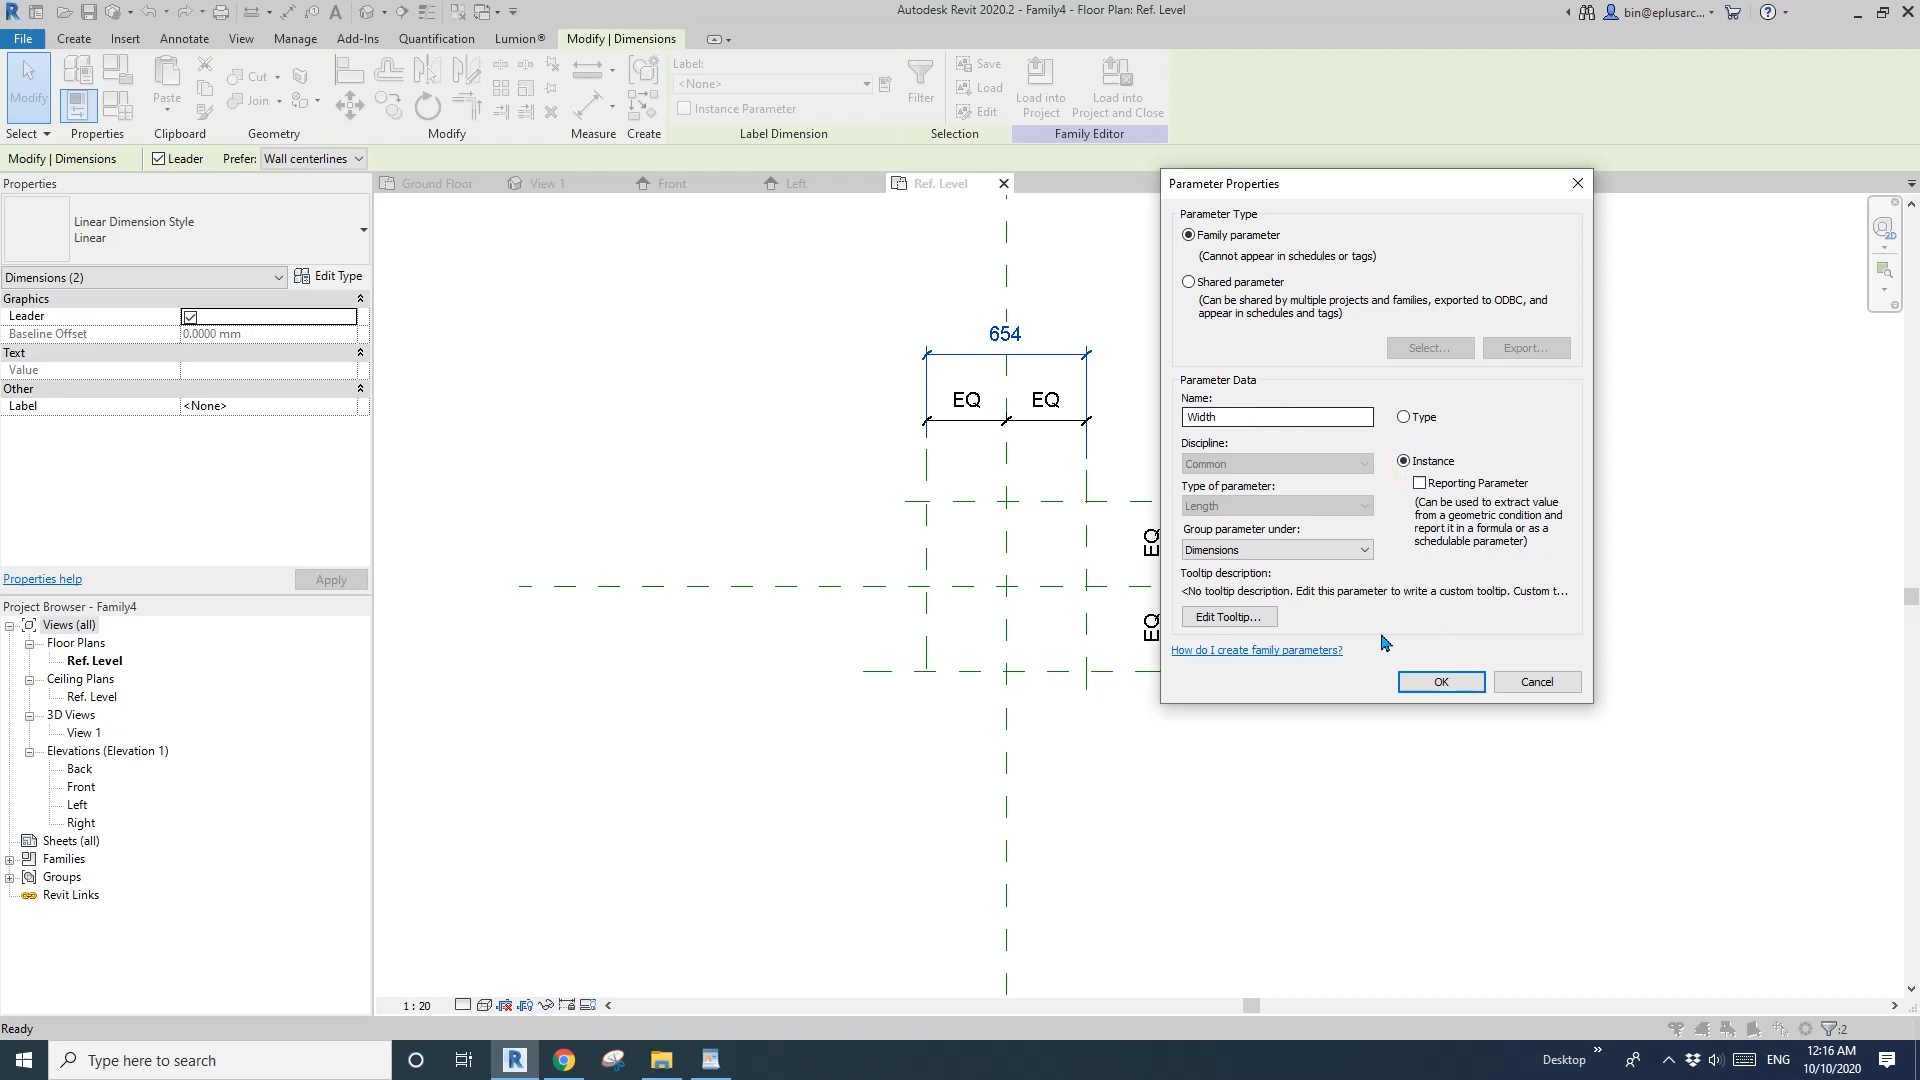 Autodesk Revit 2020.2 - Family4 - Floor Plan: Ref. Level
bin@eplusarc...
File Create Insert Annotate View Manage Add-Ins Quantification Lumion® Modify | Dimensions
Modify
Paste
Cut
Join
Label:
<None>
Instance Parameter
Filter
Save
Load
Edit
Load into
Project
Load into
Project and Close
Select Properties Clipboard Geometry Modify Measure Create Label Dimension Selection Family Editor
Modify | Dimensions Leader Prefer: Wall centerlines
Properties
Linear Dimension Style
Linear
Dimensions (2) Edit Type
Graphics
Leader
Baseline Offset 0.0000 mm
Text
Value
Other
Label <None>
Properties help Apply
Project Browser - Family4
Views (all)
Floor Plans
Ref. Level
Ceiling Plans
Ref. Level
3D Views
View 1
Elevations (Elevation 1)
Back
Front
Left
Right
Sheets (all)
Families
Groups
Revit Links
Ground Floor View 1 Front Left Ref. Level
654
EQ EQ
EQ
EQ
2D
Parameter Properties
Parameter Type
Family parameter
(Cannot appear in schedules or tags)
Shared parameter
(Can be shared by multiple projects and families, exported to ODBC, and
appear in schedules and tags)
Select... Export...
Parameter Data
Name:
Width
Type
Discipline:
Common
Instance
Type of parameter:
Reporting Parameter
Length
(Can be used to extract value
from a geometric condition and
report it in a formula or as a
schedulable parameter)
Group parameter under:
Dimensions
Tooltip description:
<No tooltip description. Edit this parameter to write a custom tooltip. Custom t...
Edit Tooltip...
How do I create family parameters?
OK Cancel
1 : 20
Ready
:2
Type here to search
Desktop
ENG
12:16 AM
10/10/2020